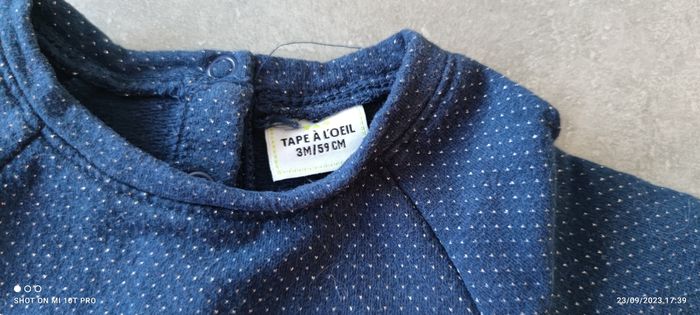 TAPE À L'OEIL
3M/59 CM
SHOT ON MI 10T PRO
23/09/2023 17:39